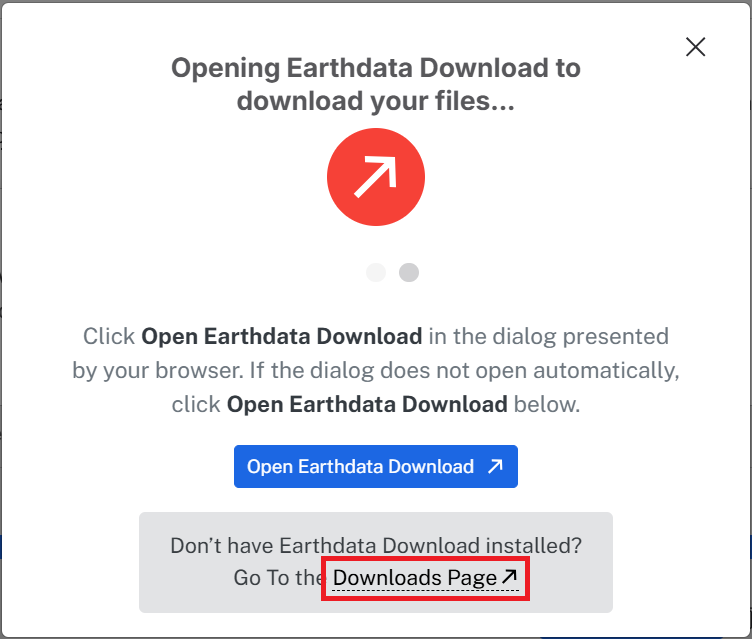 Opening Earthdata Download to
download your files...
Click Open Earthdata Download in the dialog presented
by your browser. If the dialog does not open automatically,
click Open Earthdata Download below.
Open Earthdata Download
Don’t have Earthdata Download installed?
Go To the Downloads Page